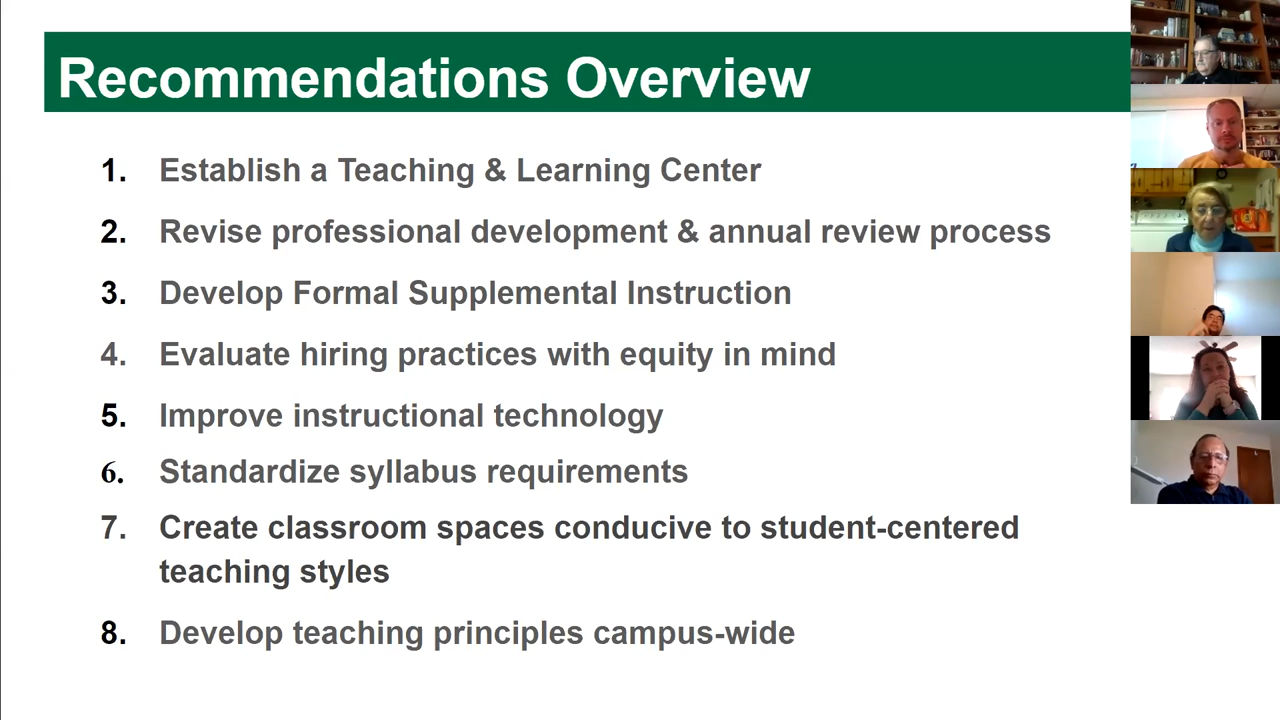 Recommendations Overview
1. Establish a Teaching & Learning Center
2. Revise professional development & annual review process
3. Develop Formal Supplemental Instruction
4. Evaluate hiring practices with equity in mind
5. Improve instructional technology
6. Standardize syllabus requirements
7. Create classroom spaces conducive to student-centered
teaching styles
8. Develop teaching principles campus-wide